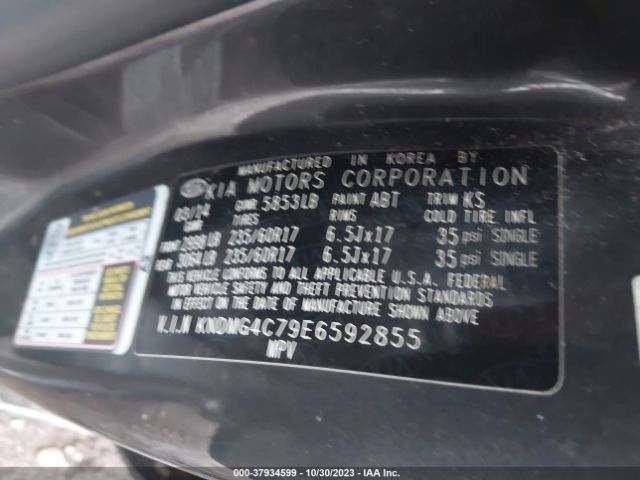 MANUFACTURED IN KOREA BY
KIA KIA MOTORS CORPORATION
03/14 GVWR 5853LB PAINT ABT TRIM KS
GAWR TIRES RIMS COLD TIRE INFL
FRONT 2898LB 235/60R17 6.5Jx17 35 psi SINGLE
REAR 3064LB 235/60R17 6.5Jx17 35 psi SINGLE
THIS VEHICLE CONFORMS TO ALL APPLICABLE U.S.A. FEDERAL
MOTOR VEHICLE SAFETY AND THEFT PREVENTION STANDARDS
IN EFFECT ON THE DATE OF MANUFACTURE SHOWN ABOVE
V.I.N KNDMG4C79E6592855
MPV
000-37934599 - 10/30/2023 - IAA Inc.